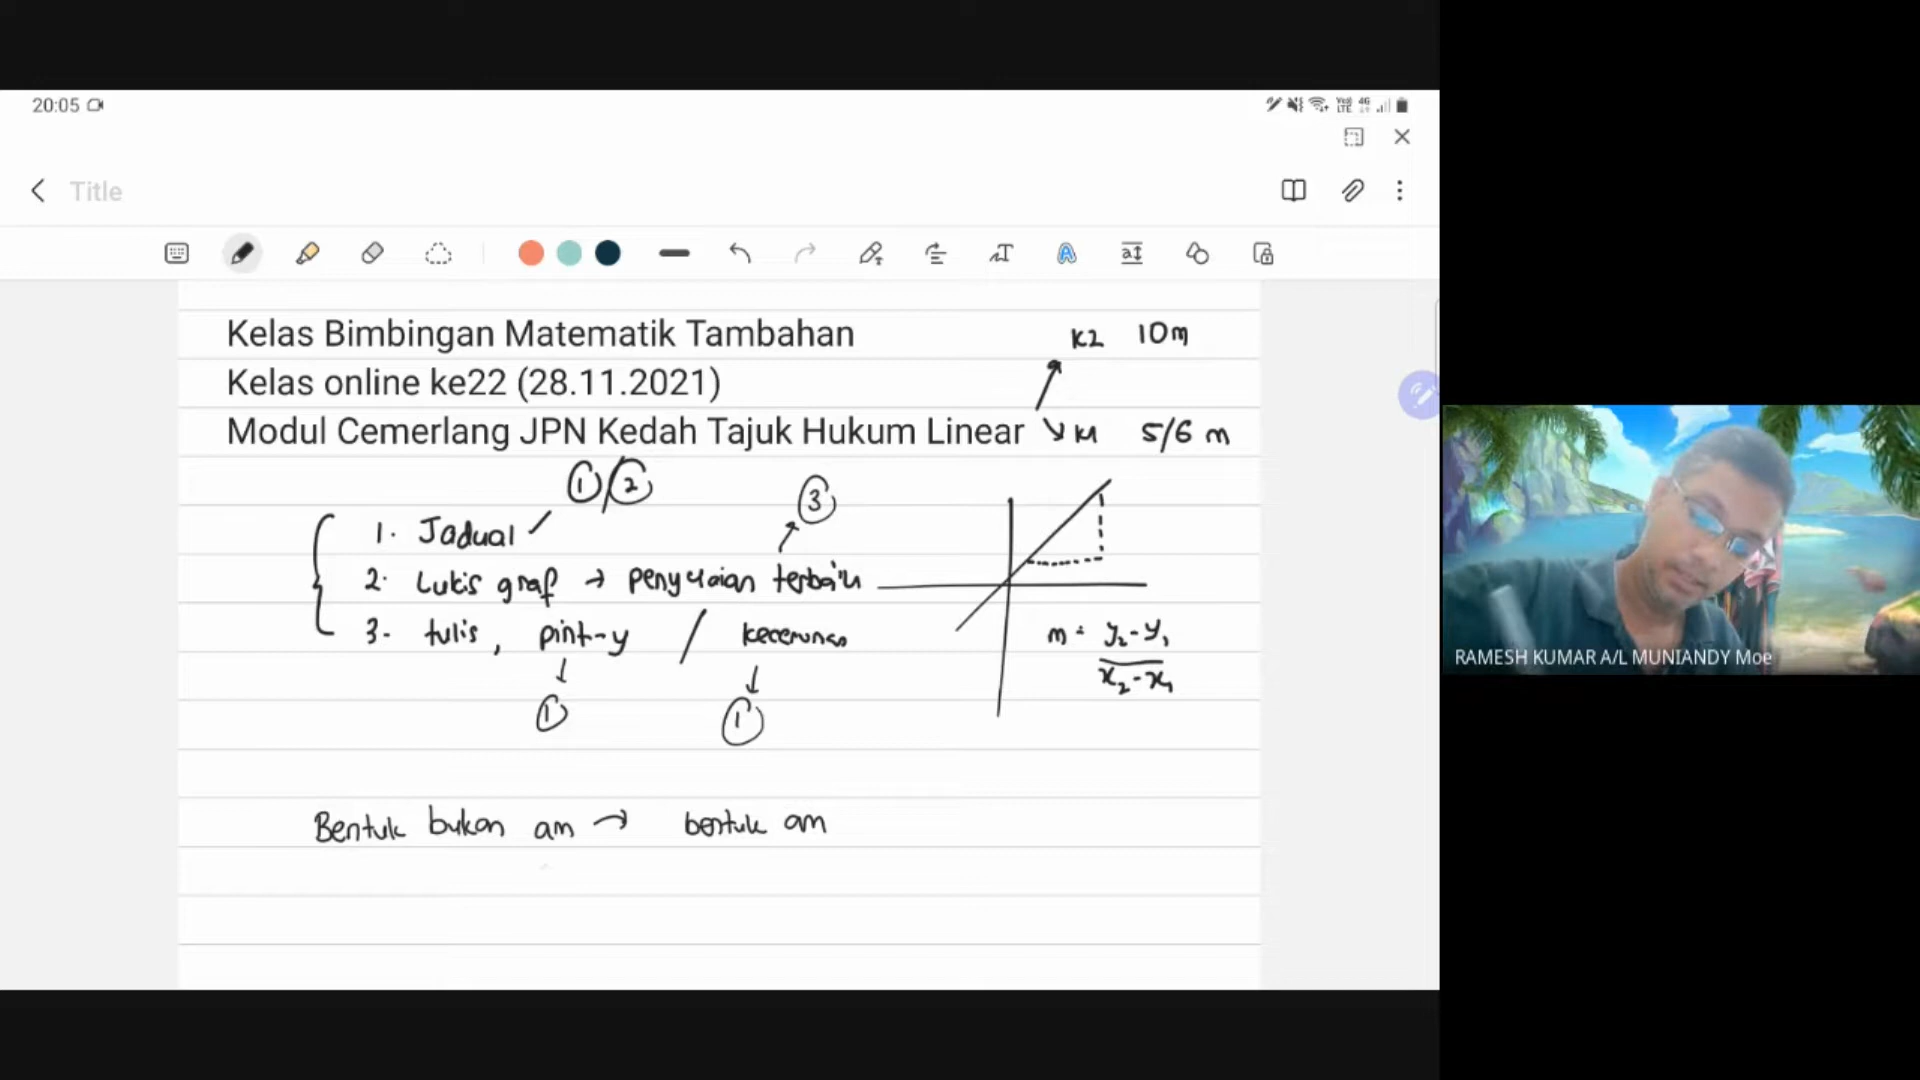 20:05
Title
Kelas Bimbingan Matematik Tambahan
K2 10m
Kelas online ke22 (28.11.2021)
Modul Cemerlang JPN Kedah Tajuk Hukum Linear
K1 5/6 m
1 / 2
3
1. Jadual /
2. Lukis graf → penyuaian terbaik
3. tulis, pint-y / kecerunan
m = y₂ - y₁
x₂ - x₁
1
1
Bentuk bukan am → bentuk am
RAMESH KUMAR A/L MUNIANDY Moe